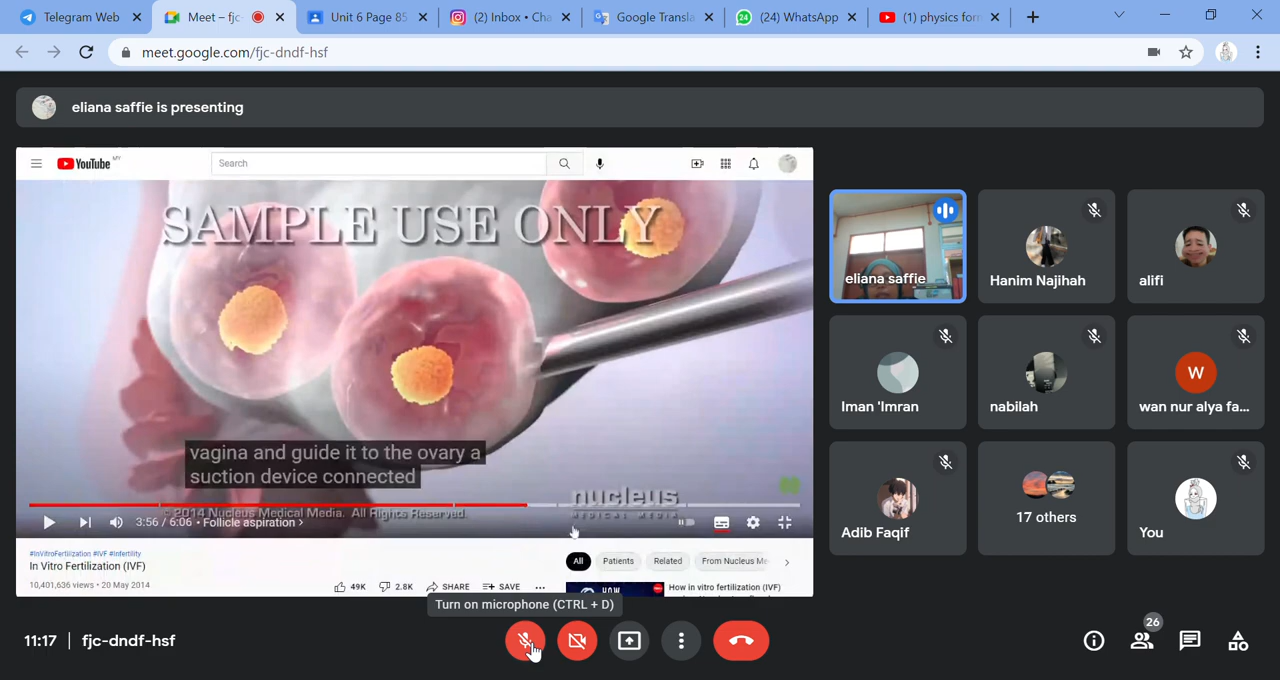 Telegram Web
Meet – fjc
Unit 6 Page 85
(2) Inbox • Cha
Google Transla
(24) WhatsApp
(1) physics form
meet.google.com/fjc-dndf-hsf
eliana saffie is presenting
YouTube MY
Search
SAMPLE USE ONLY
vagina and guide it to the ovary a
suction device connected
nucleus
MEDICAL MEDIA
© 2014 Nucleus Medical Media. All Rights Reserved.
3:56 / 6:06 • Follicle aspiration >
#InVitroFertilization #IVF #Infertility
In Vitro Fertilization (IVF)
10,401,636 views • 20 May 2014
49K
2.8K
SHARE
SAVE
All
Patients
Related
From Nucleus Me
HOW
How in vitro fertilization (IVF)
Turn on microphone (CTRL + D)
eliana saffie
Hanim Najihah
alifi
Iman 'Imran
nabilah
W
wan nur alya fa...
Adib Faqif
17 others
You
11:17 | fjc-dndf-hsf
26